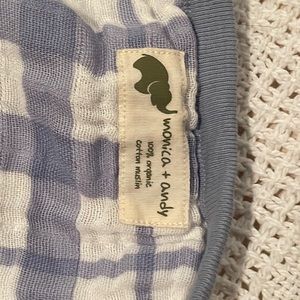 monica + andy
100% organic
cotton muslin